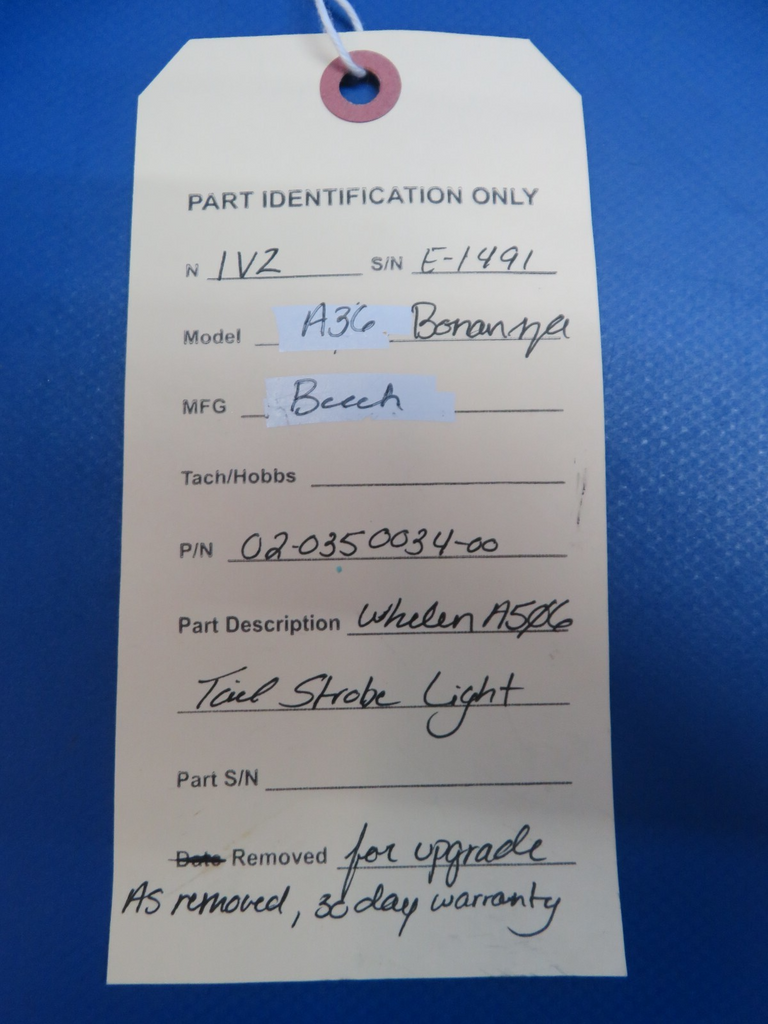 PART IDENTIFICATION ONLY
N 1V2 S/N E-1491
Model A36 Bonanza
MFG Beech
Tach/Hobbs
P/N 02-0350034-00
Part Description Whelen A506
Tail Strobe Light
Part S/N
Date Removed for upgrade
As removed, 30 day warranty